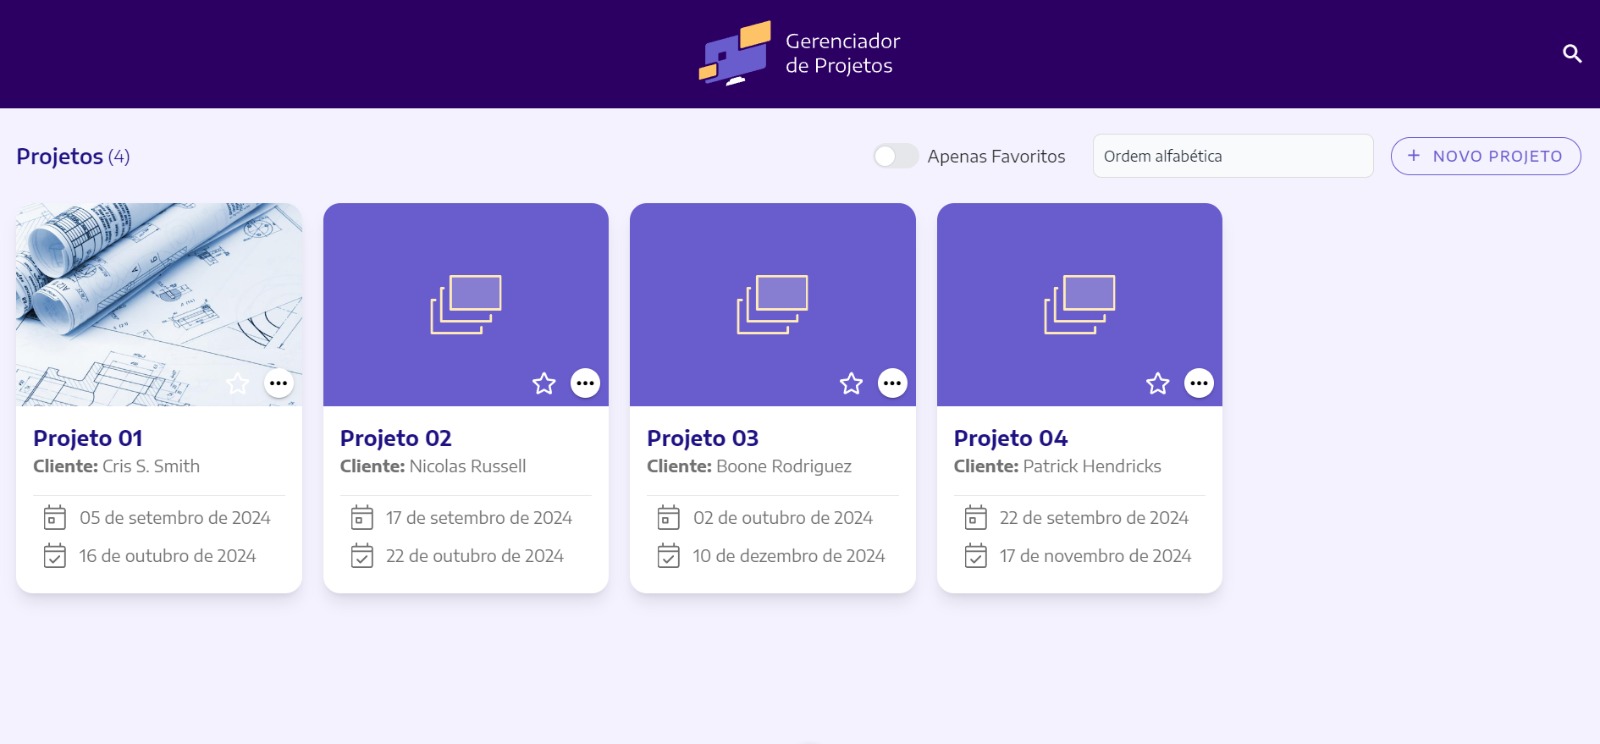 Gerenciador
de Projetos
Projetos (4)
Apenas Favoritos
Ordem alfabética
+ NOVO PROJETO
Projeto 01
Cliente: Cris S. Smith
05 de setembro de 2024
16 de outubro de 2024
Projeto 02
Cliente: Nicolas Russell
17 de setembro de 2024
22 de outubro de 2024
Projeto 03
Cliente: Boone Rodriguez
02 de outubro de 2024
10 de dezembro de 2024
Projeto 04
Cliente: Patrick Hendricks
22 de setembro de 2024
17 de novembro de 2024